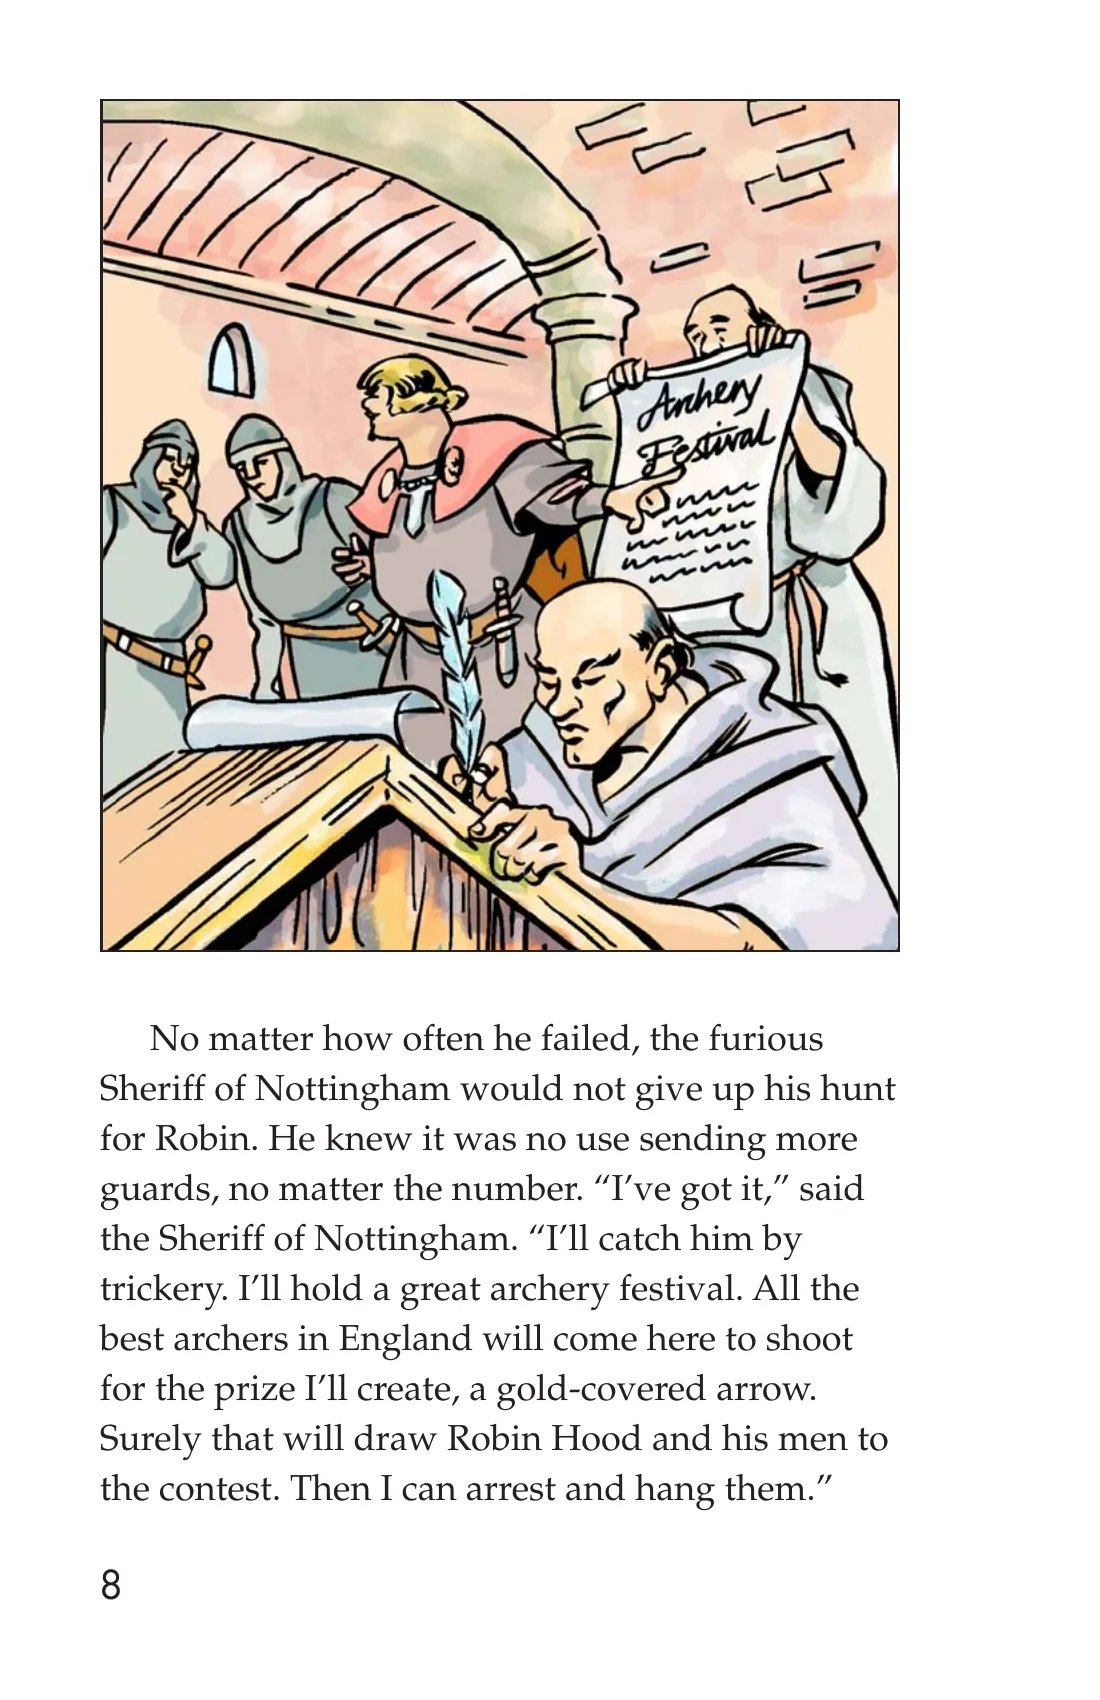 Archery
Festival
No matter how often he failed, the furious
Sheriff of Nottingham would not give up his hunt
for Robin. He knew it was no use sending more
guards, no matter the number. “I’ve got it,” said
the Sheriff of Nottingham. “I’ll catch him by
trickery. I’ll hold a great archery festival. All the
best archers in England will come here to shoot
for the prize I’ll create, a gold-covered arrow.
Surely that will draw Robin Hood and his men to
the contest. Then I can arrest and hang them.”
8